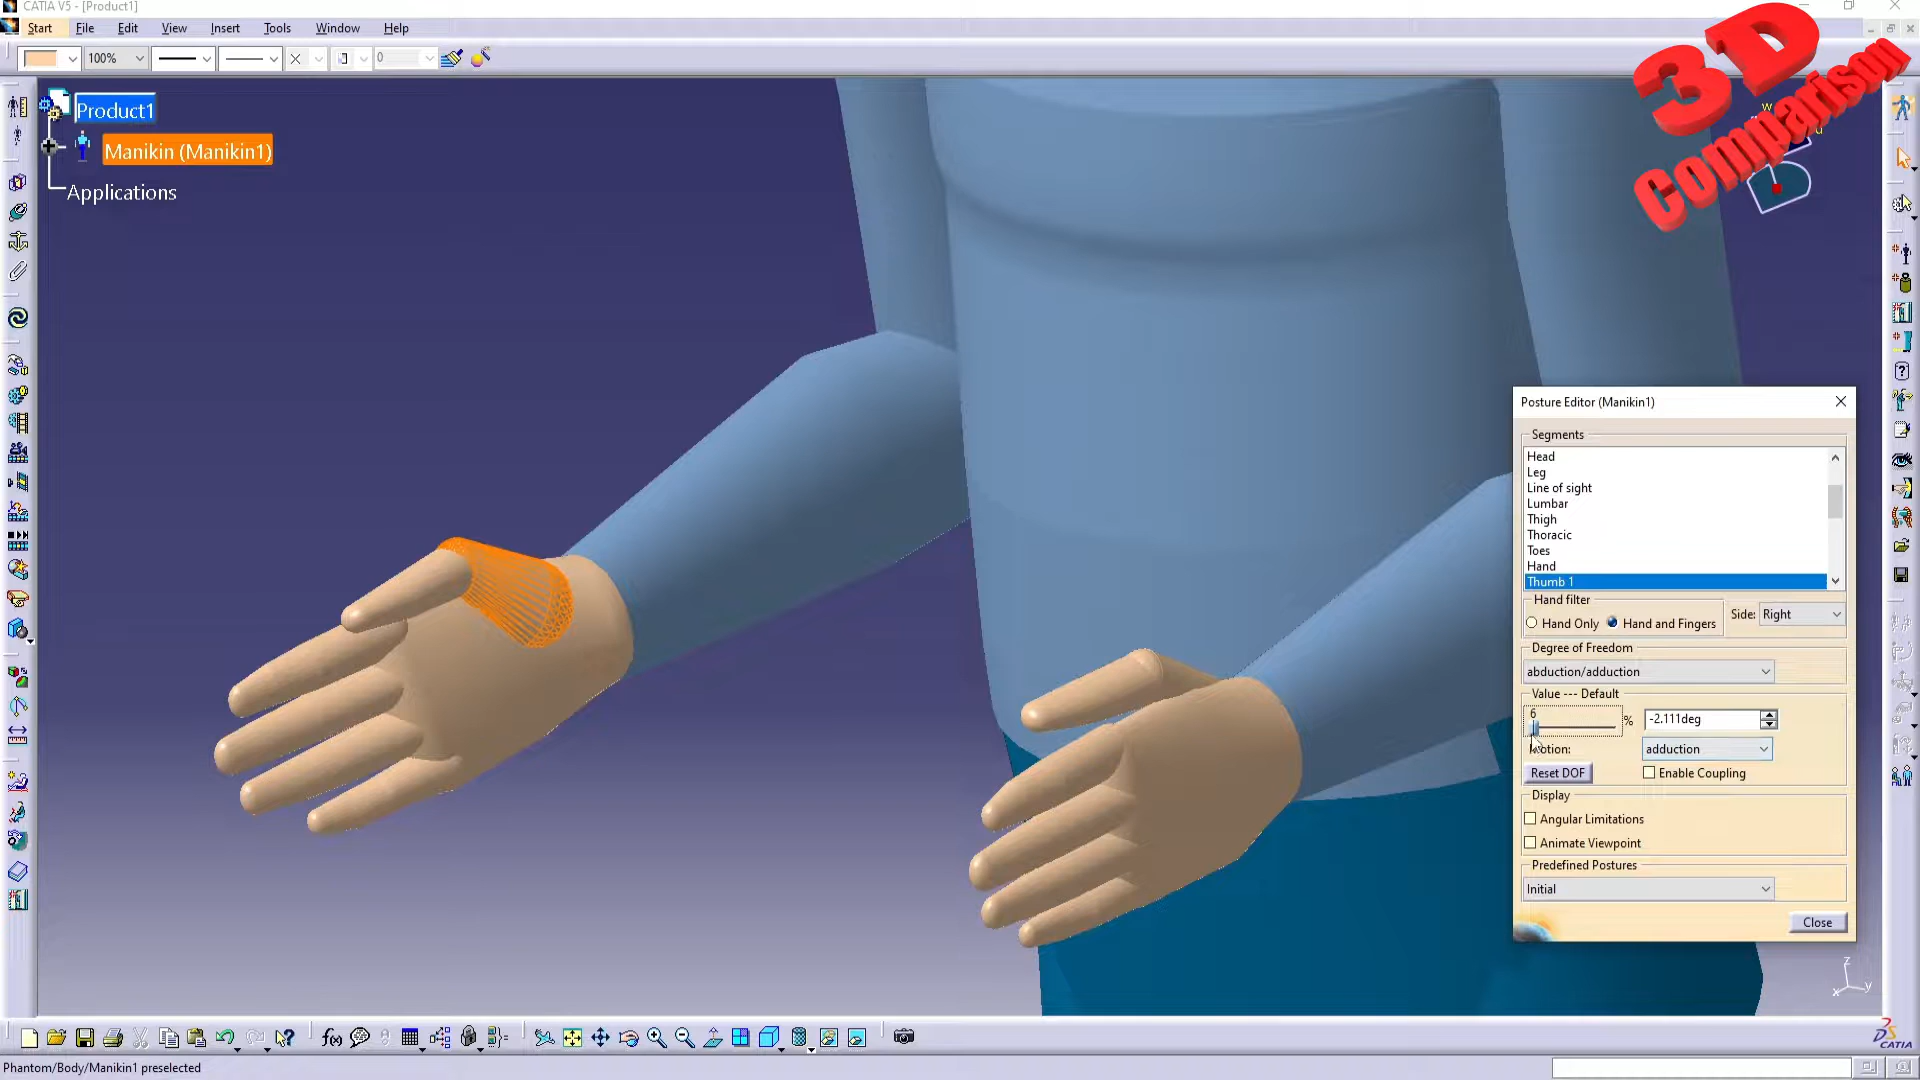 CATIA V5 - [Product1]
Start File Edit View Insert Tools Window Help
100%
0
3D
Comparison
Product1
Manikin (Manikin1)
Applications
w
u
Posture Editor (Manikin1)
Segments
Head
Leg
Line of sight
Lumbar
Thigh
Thoracic
Toes
Hand
Thumb 1
Hand filter
Hand Only Hand and Fingers Side: Right
Degree of Freedom
abduction/adduction
Value --- Default
6
% -2.111deg
adduction
Reset DOF Enable Coupling
Display
Angular Limitations
Animate Viewpoint
Predefined Postures
Initial
Close
z
x y
f(x)
CATIA
Phantom/Body/Manikin1 preselected